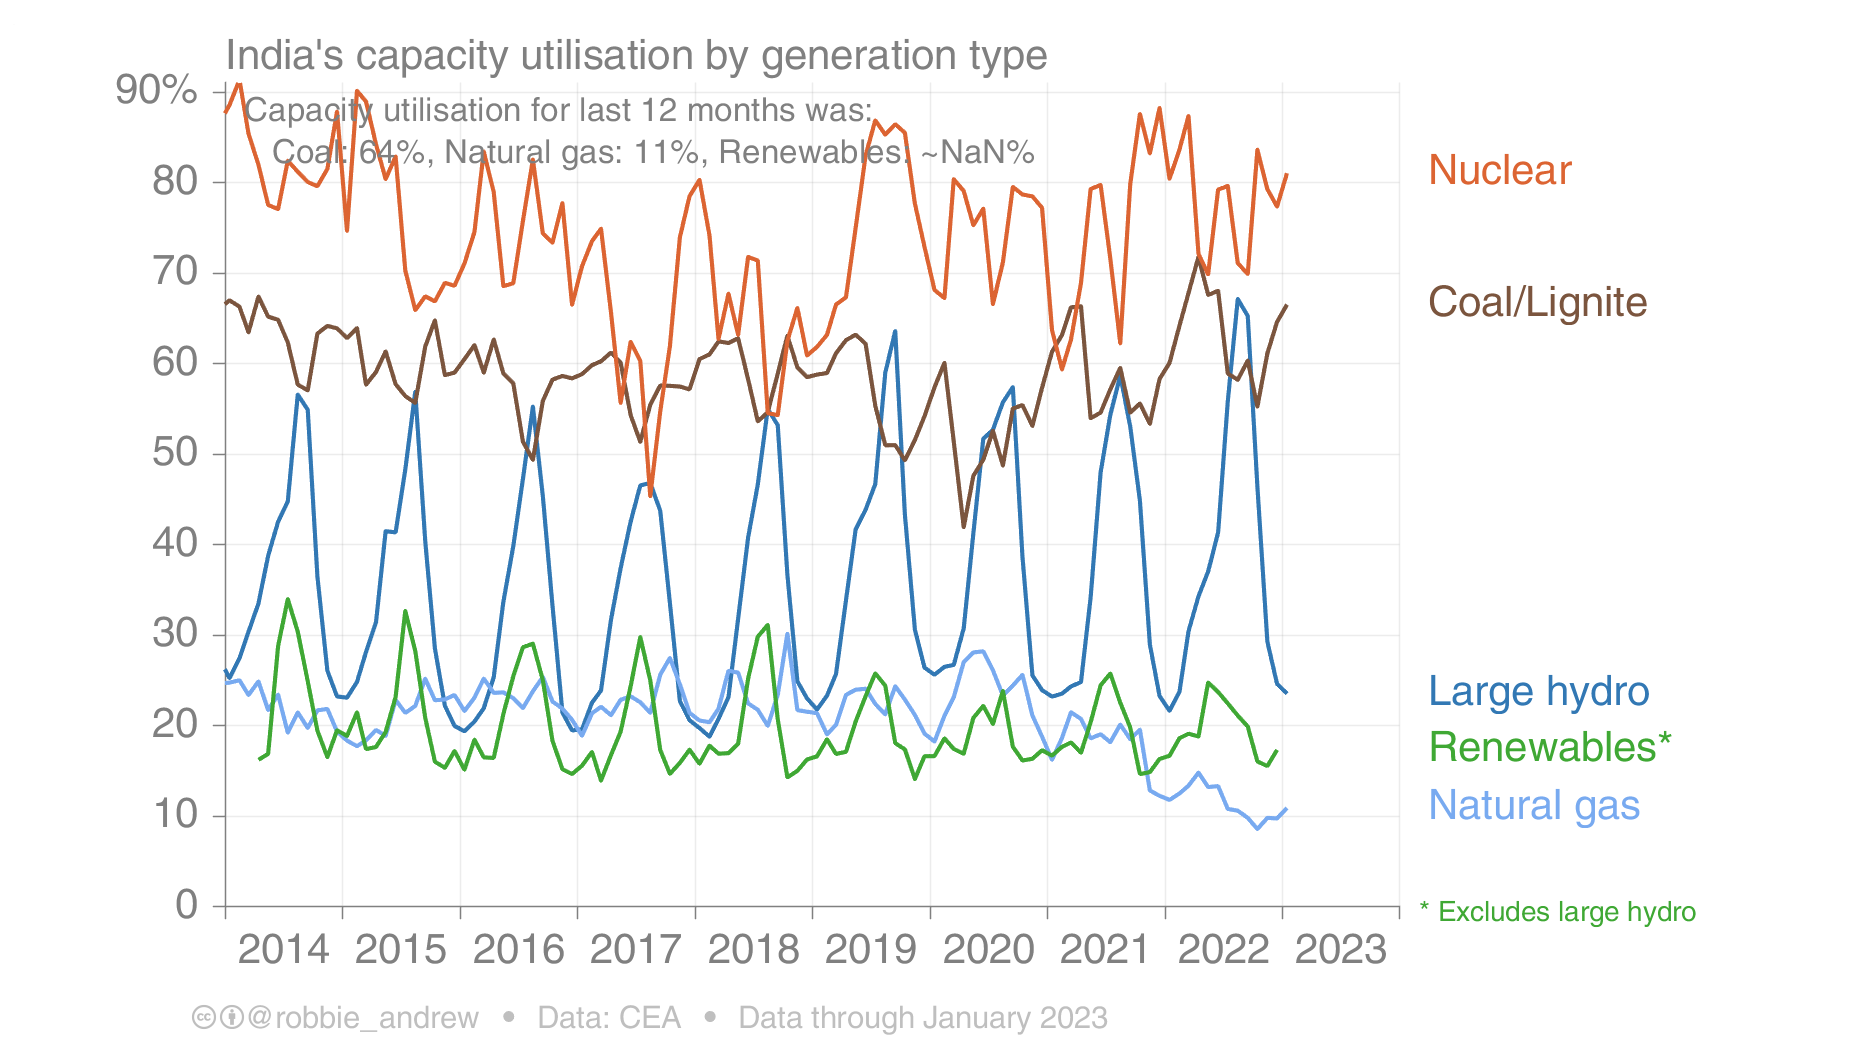 India's capacity utilisation by generation type
Capacity utilisation for last 12 months was:
Coal: 64%, Natural gas: 11%, Renewables: ~NaN%
90%
80
70
60
50
40
30
20
10
0
2014 2015 2016 2017 2018 2019 2020 2021 2022 2023
Nuclear
Coal/Lignite
Large hydro
Renewables*
Natural gas
* Excludes large hydro
@robbie_andrew • Data: CEA • Data through January 2023